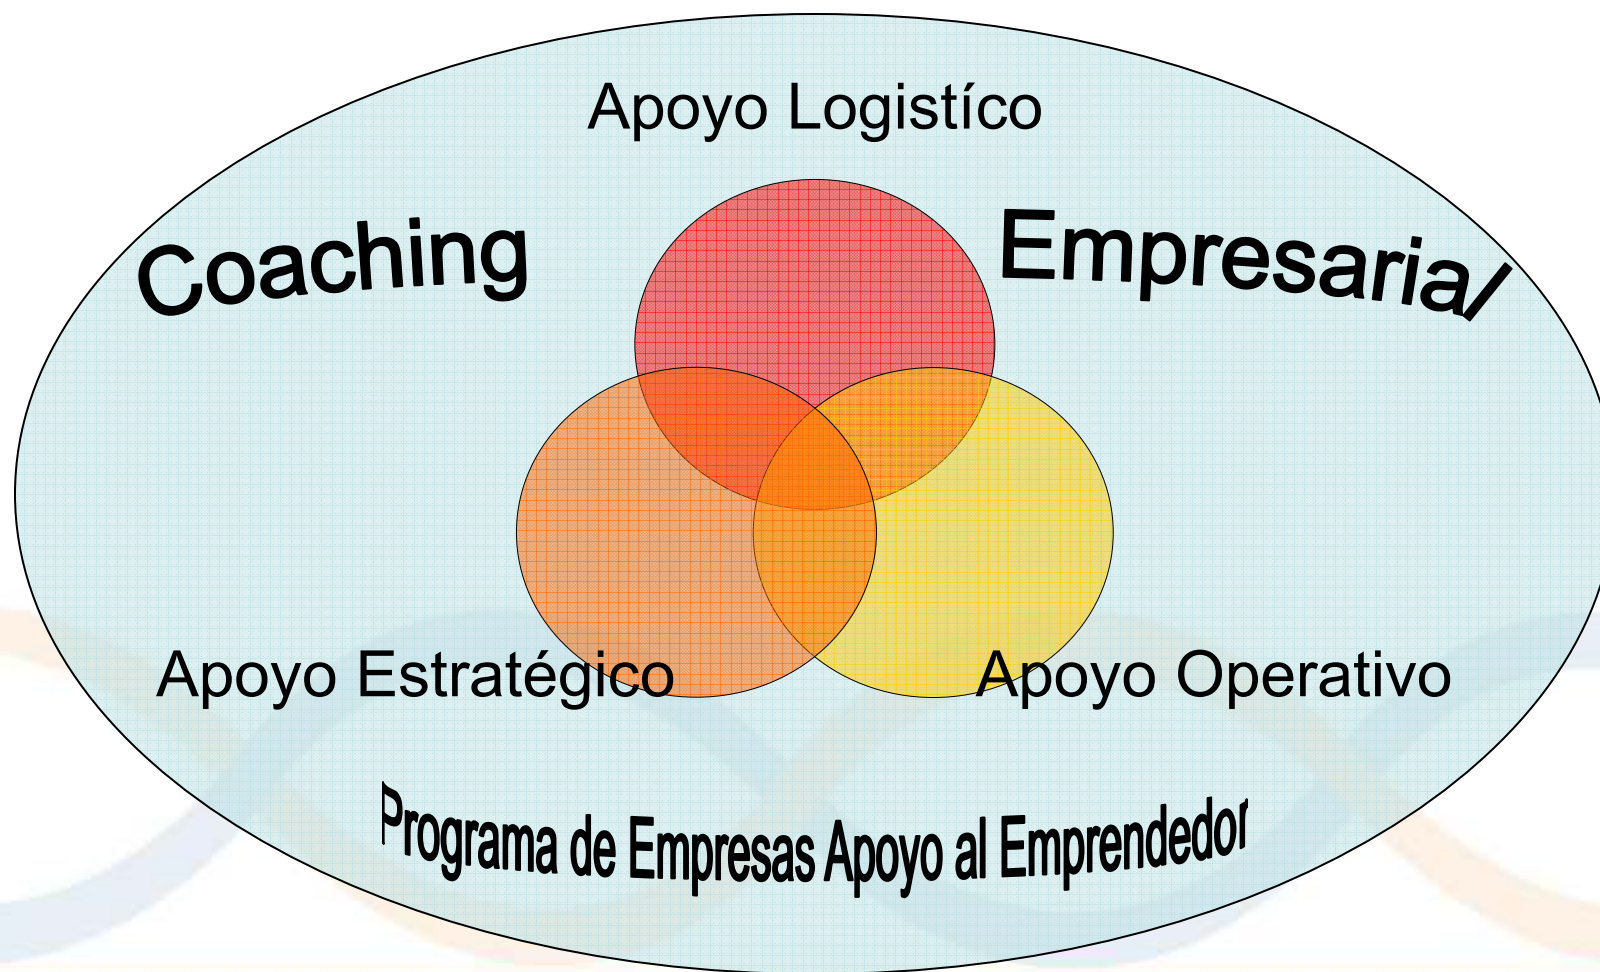 Apoyo Logistíco
Coaching Empresarial
Apoyo Estratégico
Apoyo Operativo
Programa de Empresas Apoyo al Emprendedor